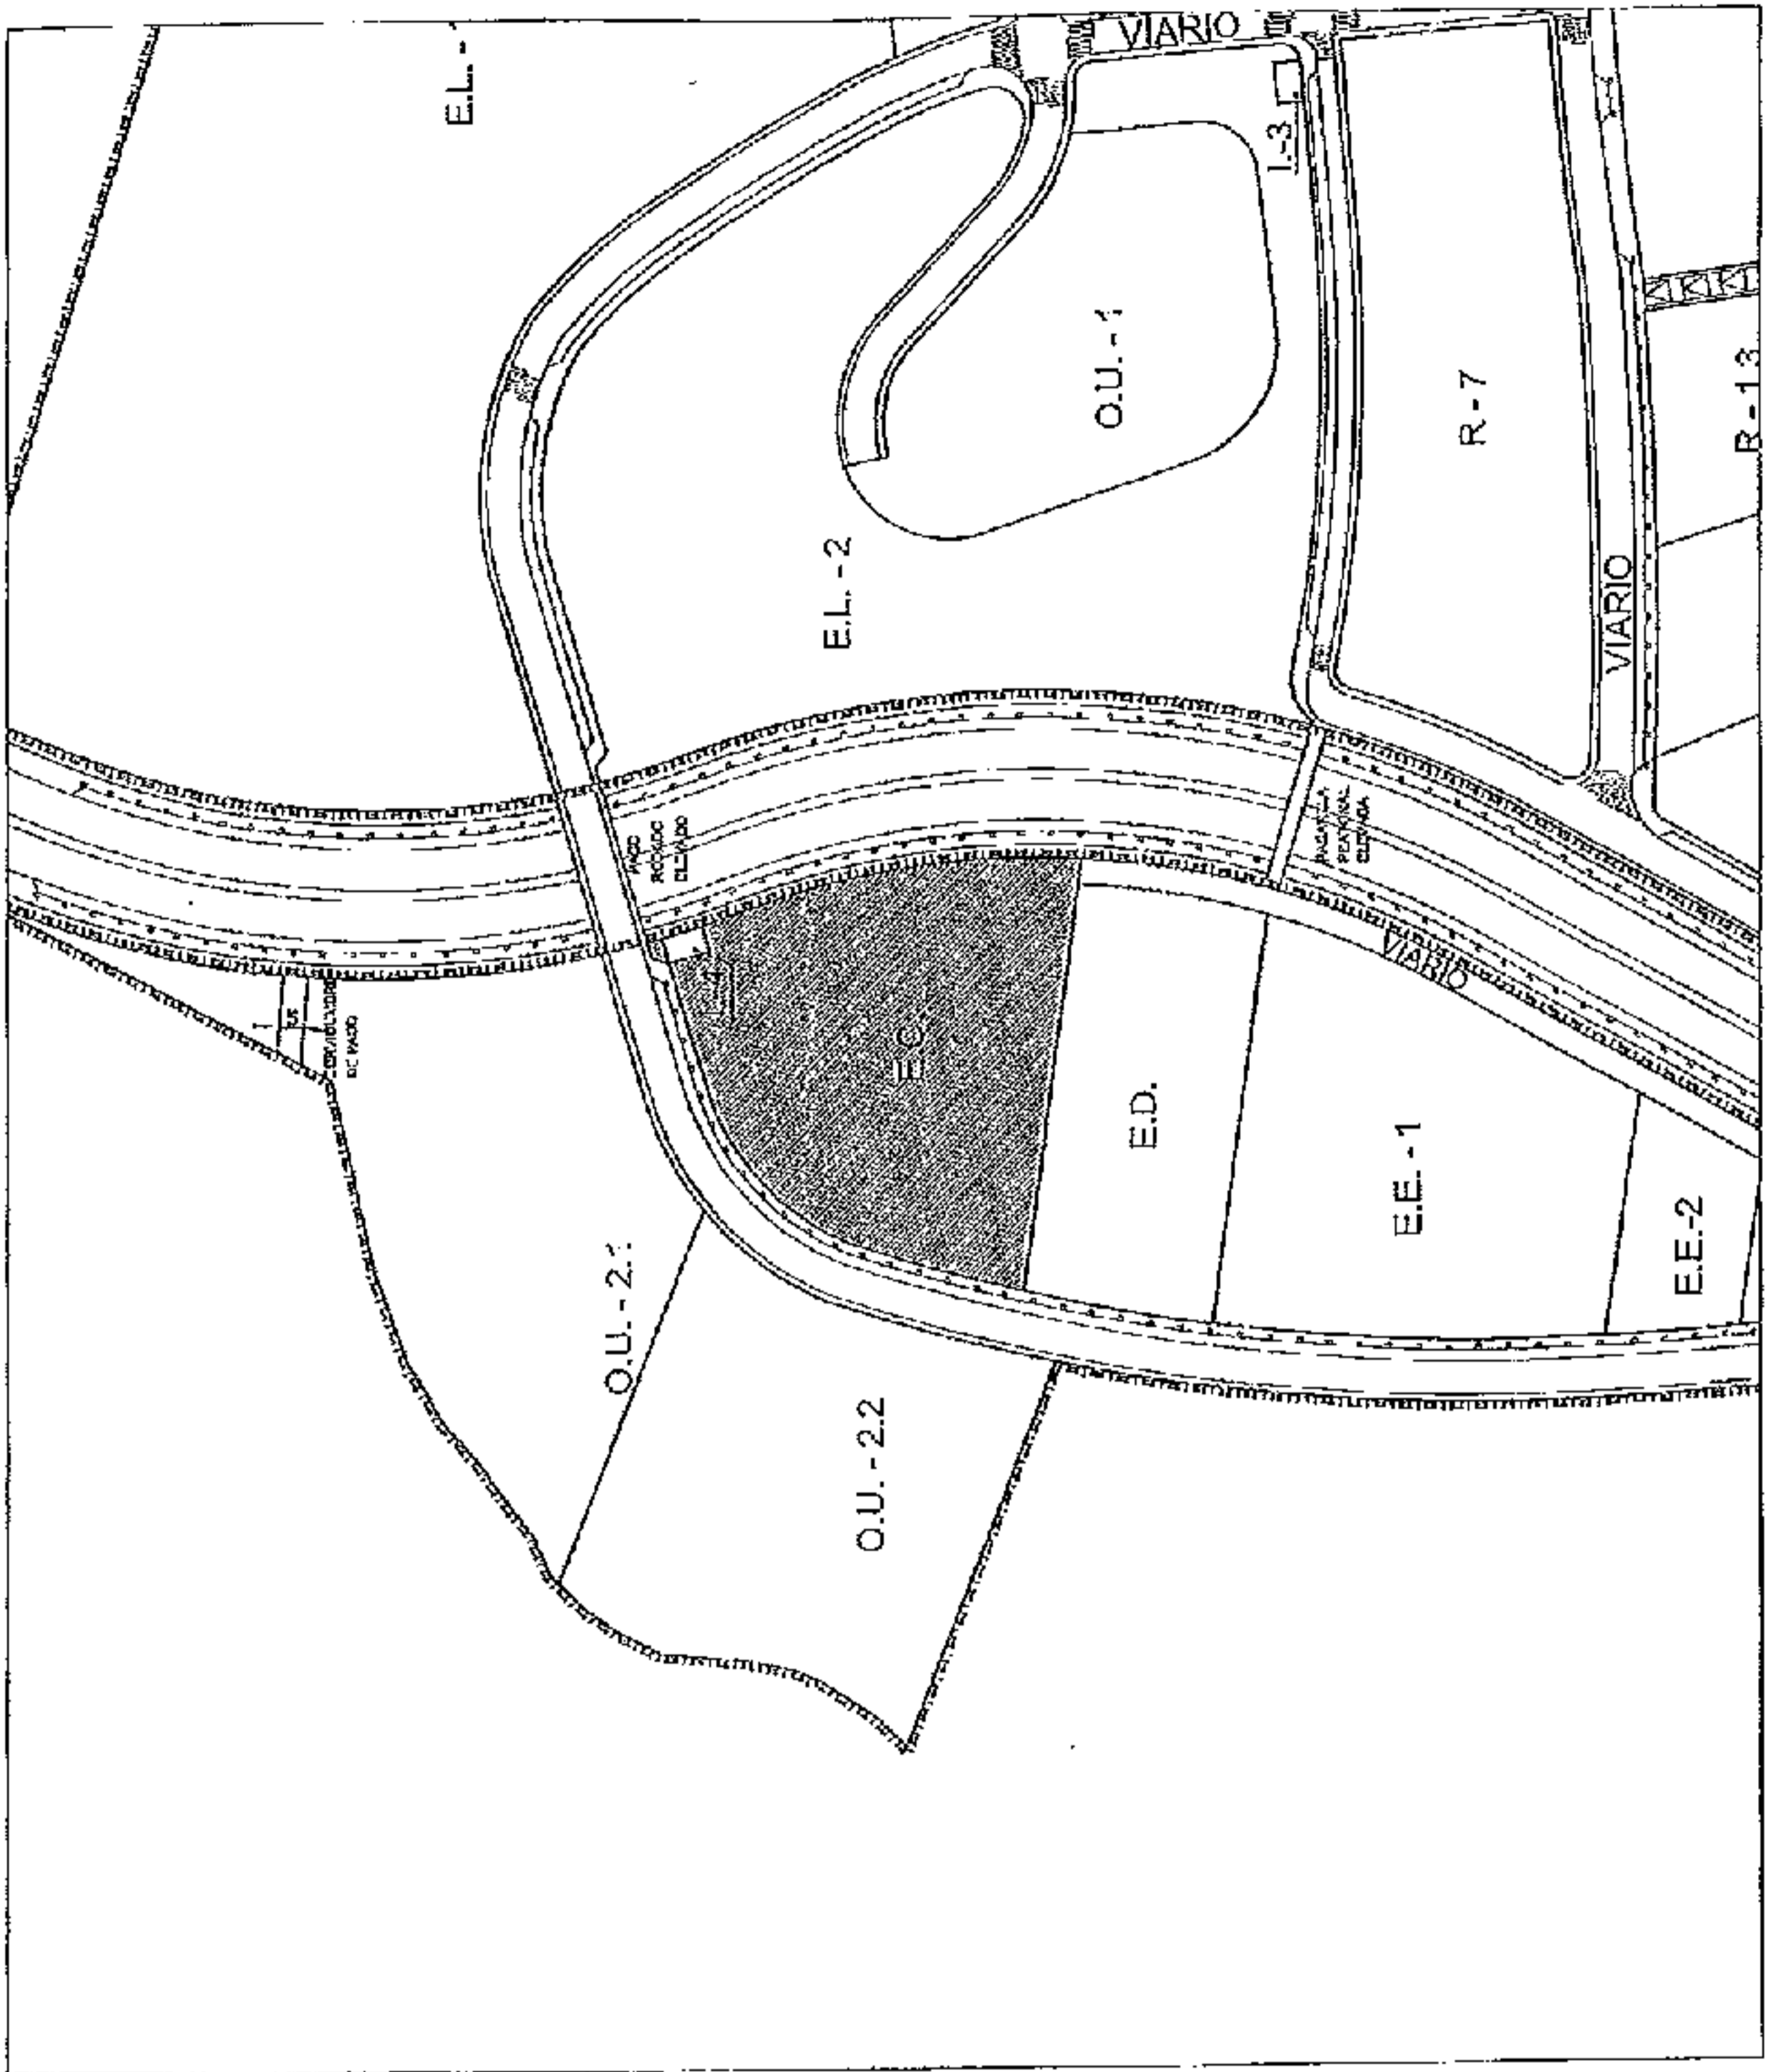 E.L.-1
VIARIO
I.-3
O.U.-1
R-7
R-13
E.L.-2
VIARIO
PASO
RODADO
ELEVADO
PASARELA
PEATONAL
ELEVADA
VIARIO
E.C.
DE PASO
E.D.
E.E.-1
E.E.-2
O.U.-2.1
O.U.-2.2